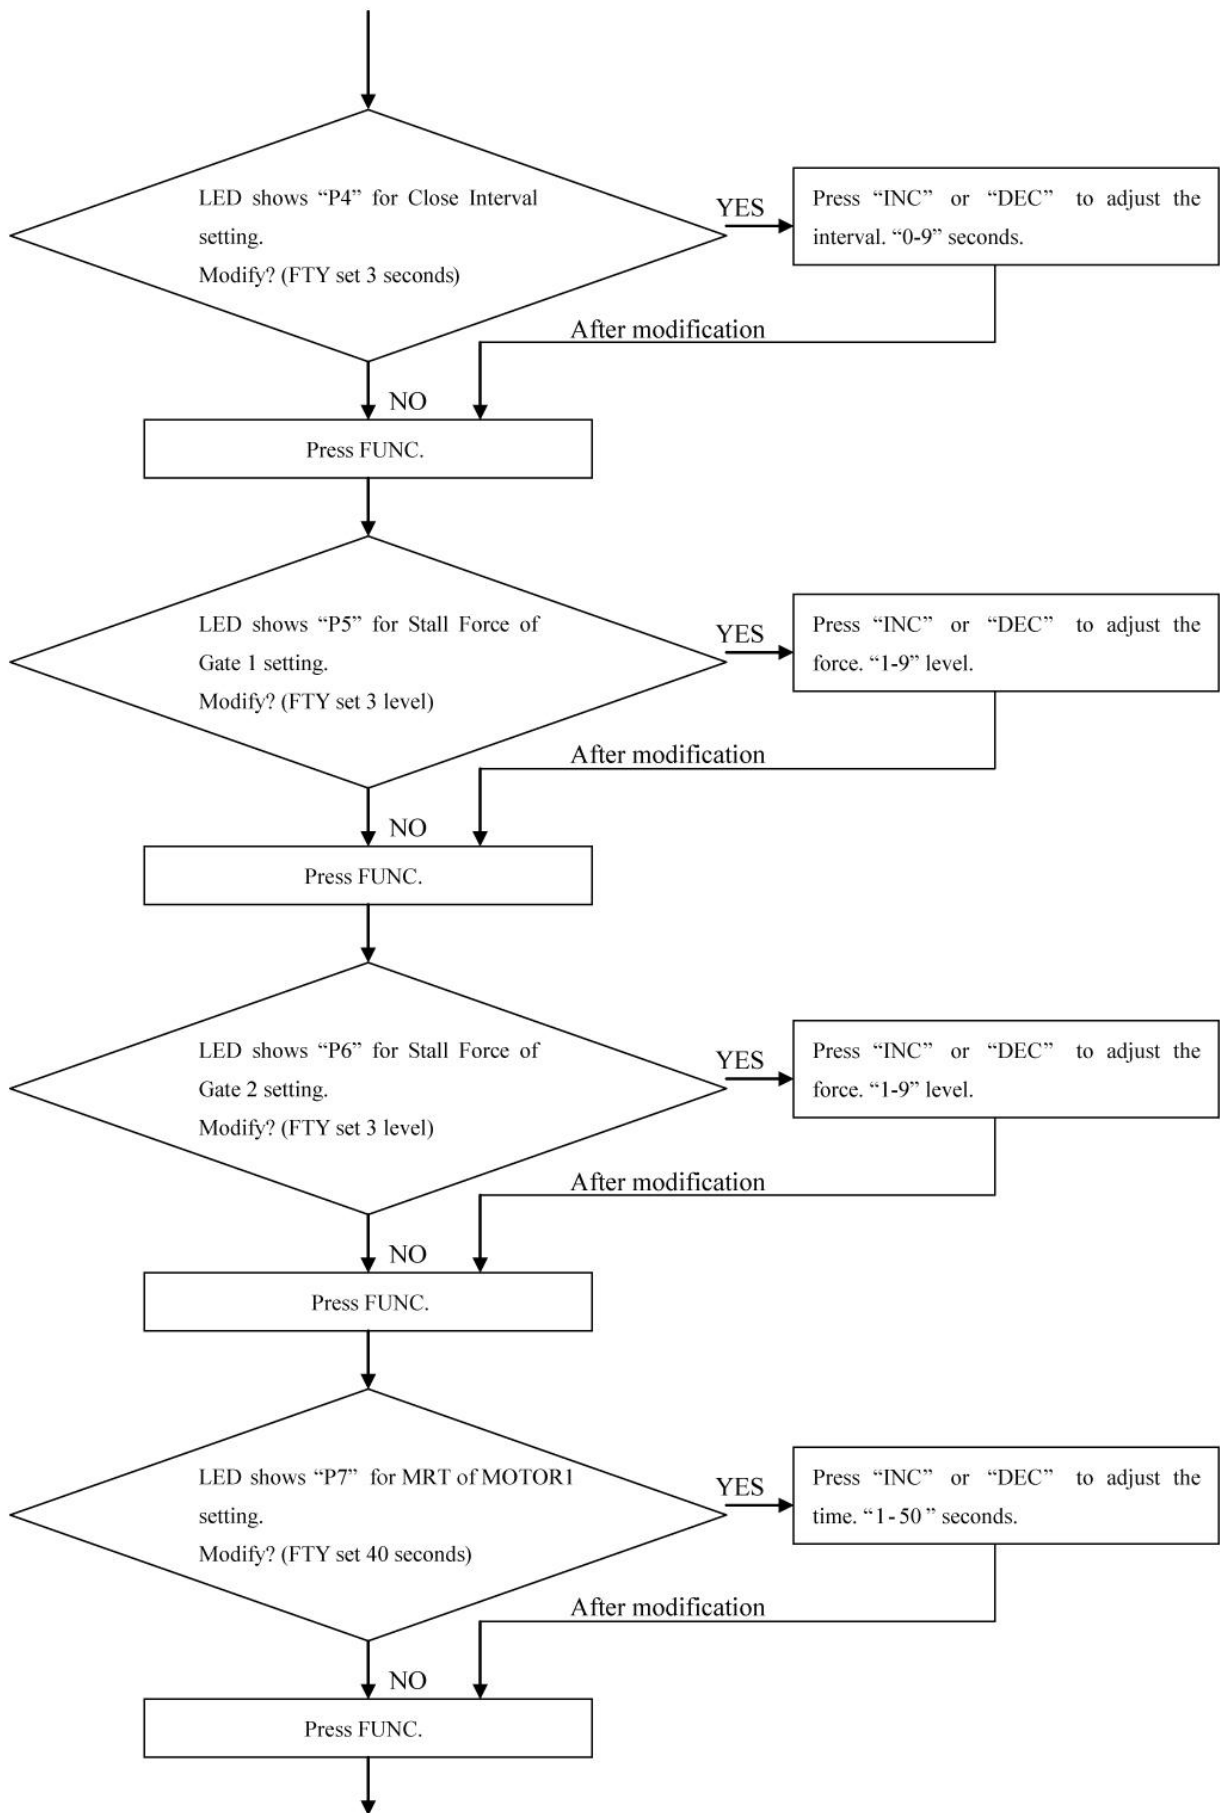 LED shows “P4” for Close Interval
setting.
Modify? (FTY set 3 seconds)
YES
Press “INC” or “DEC” to adjust the
interval. “0-9” seconds.
After modification
NO
Press FUNC.
LED shows “P5” for Stall Force of
Gate 1 setting.
Modify? (FTY set 3 level)
YES
Press “INC” or “DEC” to adjust the
force. “1-9” level.
After modification
NO
Press FUNC.
LED shows “P6” for Stall Force of
Gate 2 setting.
Modify? (FTY set 3 level)
YES
Press “INC” or “DEC” to adjust the
force. “1-9” level.
After modification
NO
Press FUNC.
LED shows “P7” for MRT of MOTOR1
setting.
Modify? (FTY set 40 seconds)
YES
Press “INC” or “DEC” to adjust the
time. “1-50” seconds.
After modification
NO
Press FUNC.